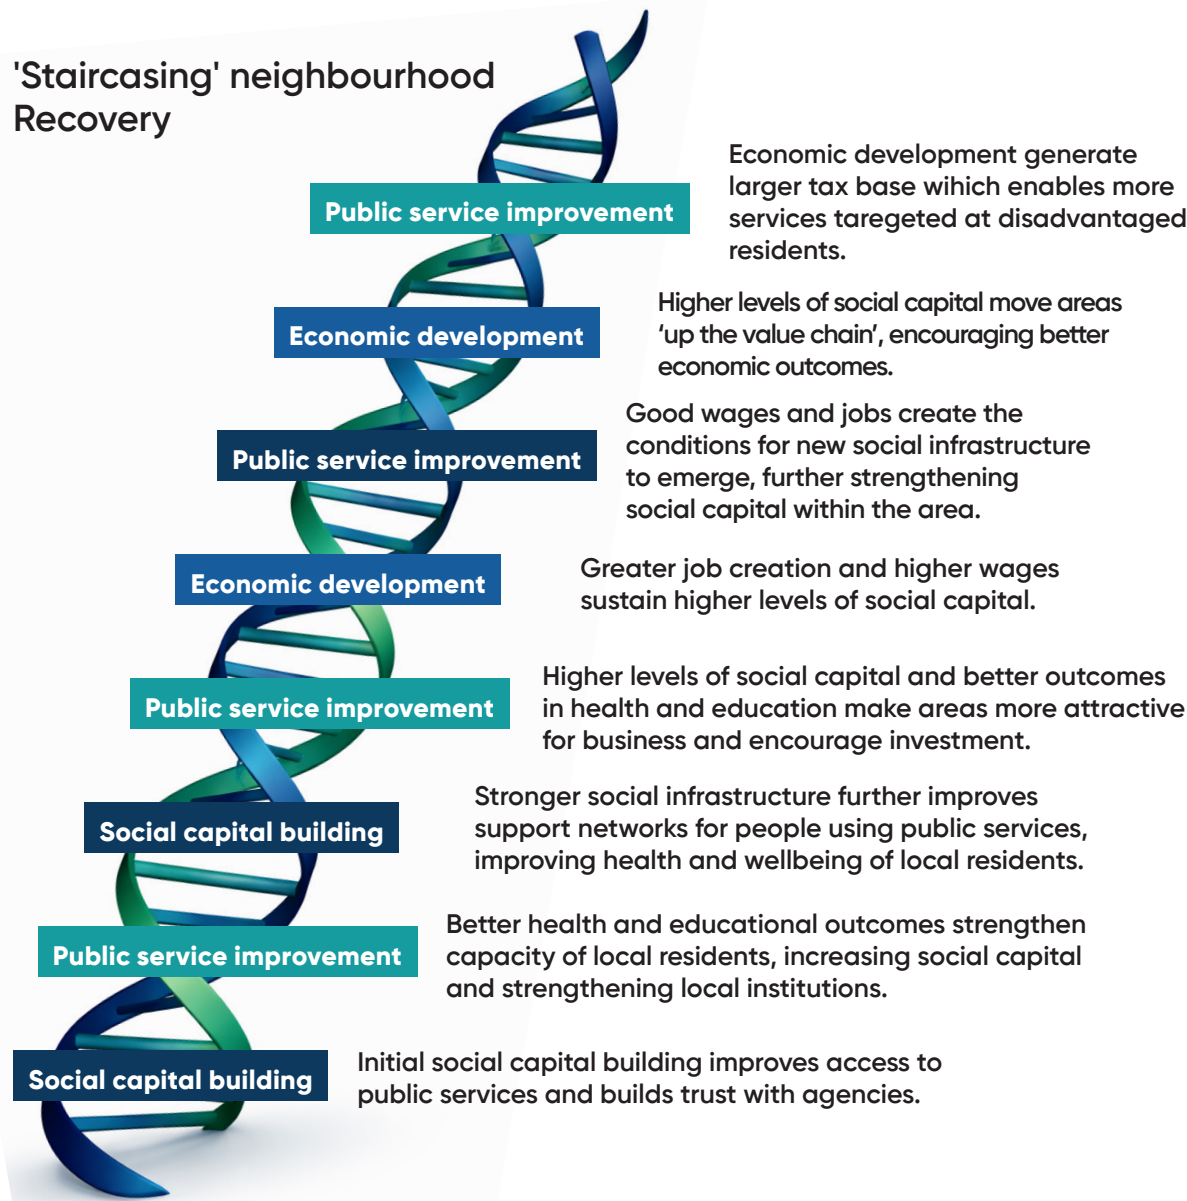 'Staircasing' neighbourhood
Recovery
Public service improvement
Economic development generate
larger tax base wihich enables more
services taregeted at disadvantaged
residents.
Economic development
Higher levels of social capital move areas
‘up the value chain’, encouraging better
economic outcomes.
Public service improvement
Good wages and jobs create the
conditions for new social infrastructure
to emerge, further strengthening
social capital within the area.
Economic development
Greater job creation and higher wages
sustain higher levels of social capital.
Public service improvement
Higher levels of social capital and better outcomes
in health and education make areas more attractive
for business and encourage investment.
Social capital building
Stronger social infrastructure further improves
support networks for people using public services,
improving health and wellbeing of local residents.
Public service improvement
Better health and educational outcomes strengthen
capacity of local residents, increasing social capital
and strengthening local institutions.
Social capital building
Initial social capital building improves access to
public services and builds trust with agencies.